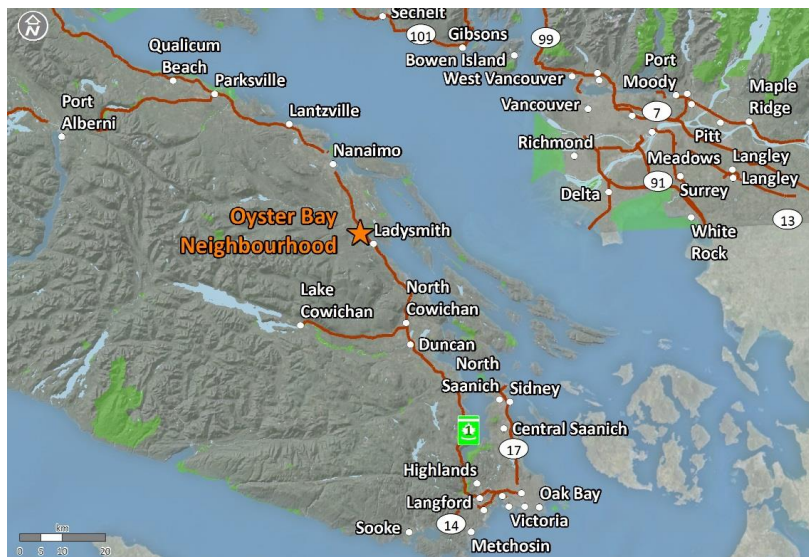 N
Sechelt
Gibsons
101
99
Bowen Island
West Vancouver
Port
Moody
Maple
Ridge
Qualicum
Beach
Parksville
Port
Alberni
Lantzville
Vancouver
7
Pitt
Meadows
Richmond
Nanaimo
Langley
Langley
91
Surrey
Delta
13
White
Rock
Oyster Bay
Neighbourhood
Ladysmith
Lake
Cowichan
North
Cowichan
Duncan
North
Saanich
Sidney
1
Central Saanich
17
Highlands
Langford
Oak Bay
Victoria
14
Sooke
Metchosin
km
0 5 10 20